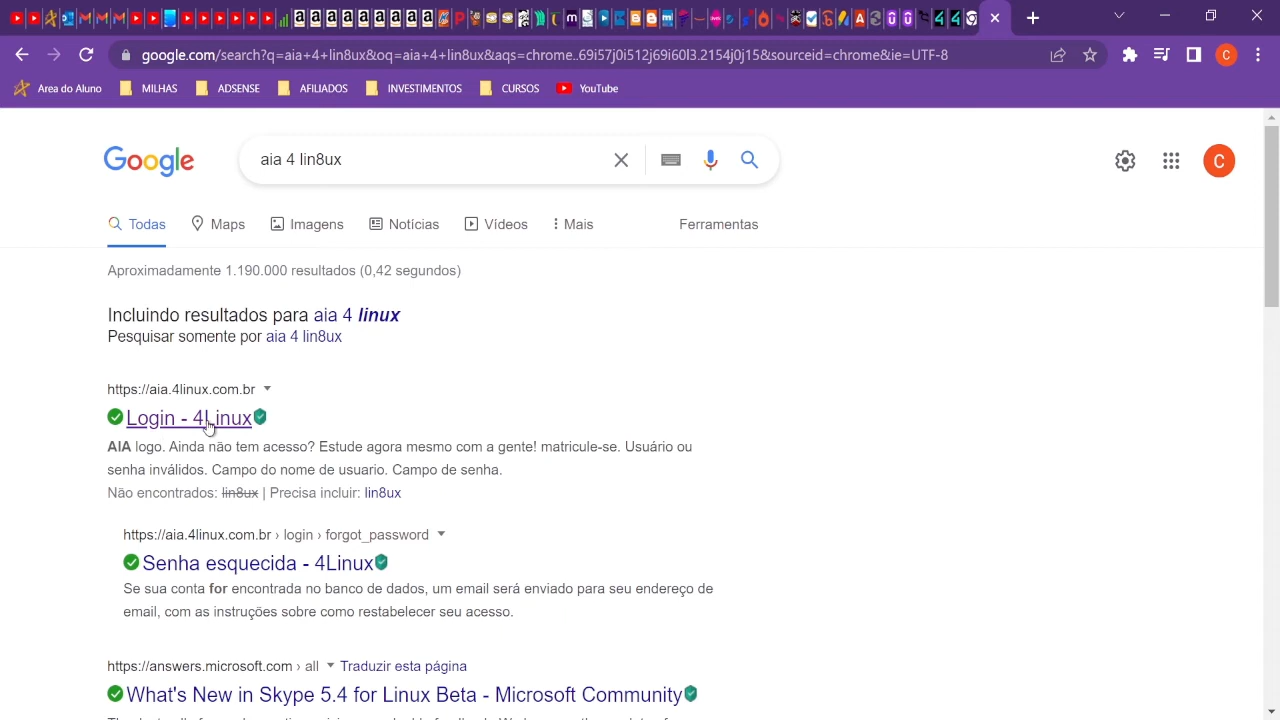 google.com/search?q=aia+4+lin8ux&oq=aia+4+lin8ux&aqs=chrome..69i57j0i512j69i60l3.2154j0j15&sourceid=chrome&ie=UTF-8
C
Area do Aluno MILHAS ADSENSE AFILIADOS INVESTIMENTOS CURSOS YouTube
Google aia 4 lin8ux C
Todas Maps Imagens Notícias Vídeos Mais Ferramentas
Aproximadamente 1.190.000 resultados (0,42 segundos)
Incluindo resultados para aia 4 linux
Pesquisar somente por aia 4 lin8ux
https://aia.4linux.com.br
Login - 4Linux
AIA logo. Ainda não tem acesso? Estude agora mesmo com a gente! matricule-se. Usuário ou
senha inválidos. Campo do nome de usuario. Campo de senha.
Não encontrados: lin8ux | Precisa incluir: lin8ux
https://aia.4linux.com.br › login › forgot_password
Senha esquecida - 4Linux
Se sua conta for encontrada no banco de dados, um email será enviado para seu endereço de
email, com as instruções sobre como restabelecer seu acesso.
https://answers.microsoft.com › all Traduzir esta página
What's New in Skype 5.4 for Linux Beta - Microsoft Community